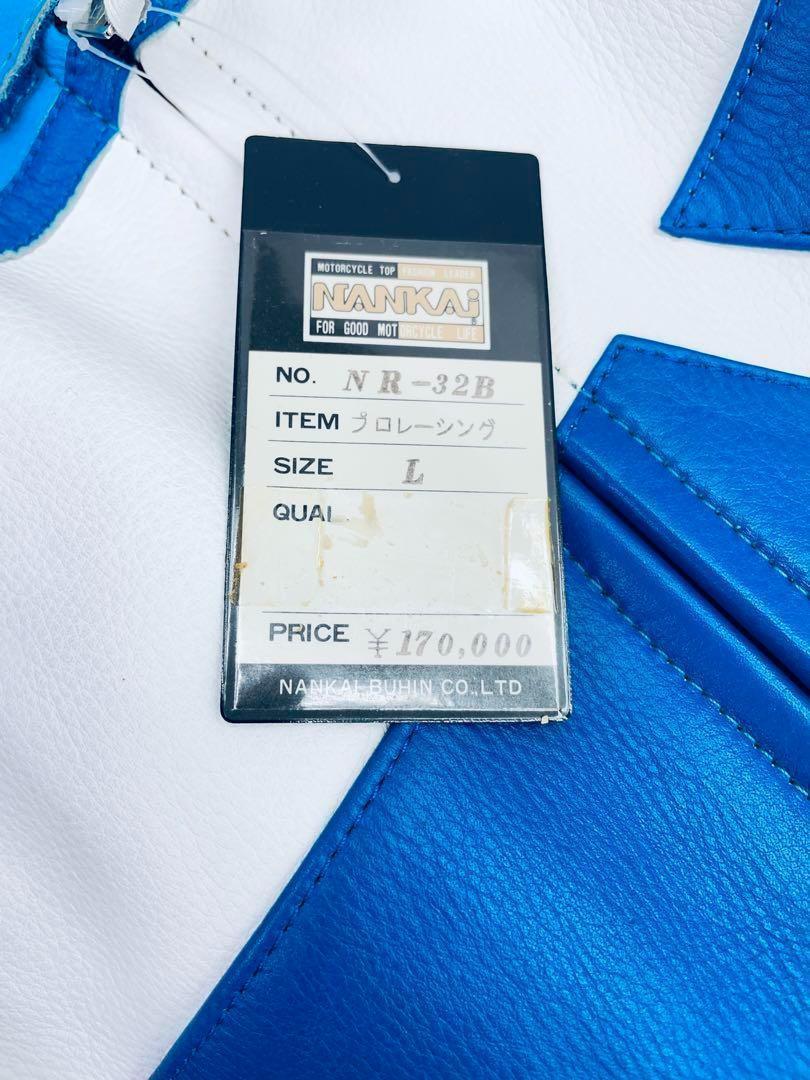 MOTORCYCLE TOP FASHION LEADER
NANKAi
®
FOR GOOD MOTORCYCLE LIFE
NO. NR-32B
ITEM プロレーシング
SIZE L
QUAL
PRICE ¥170,000
NANKAI BUHIN CO.,LTD